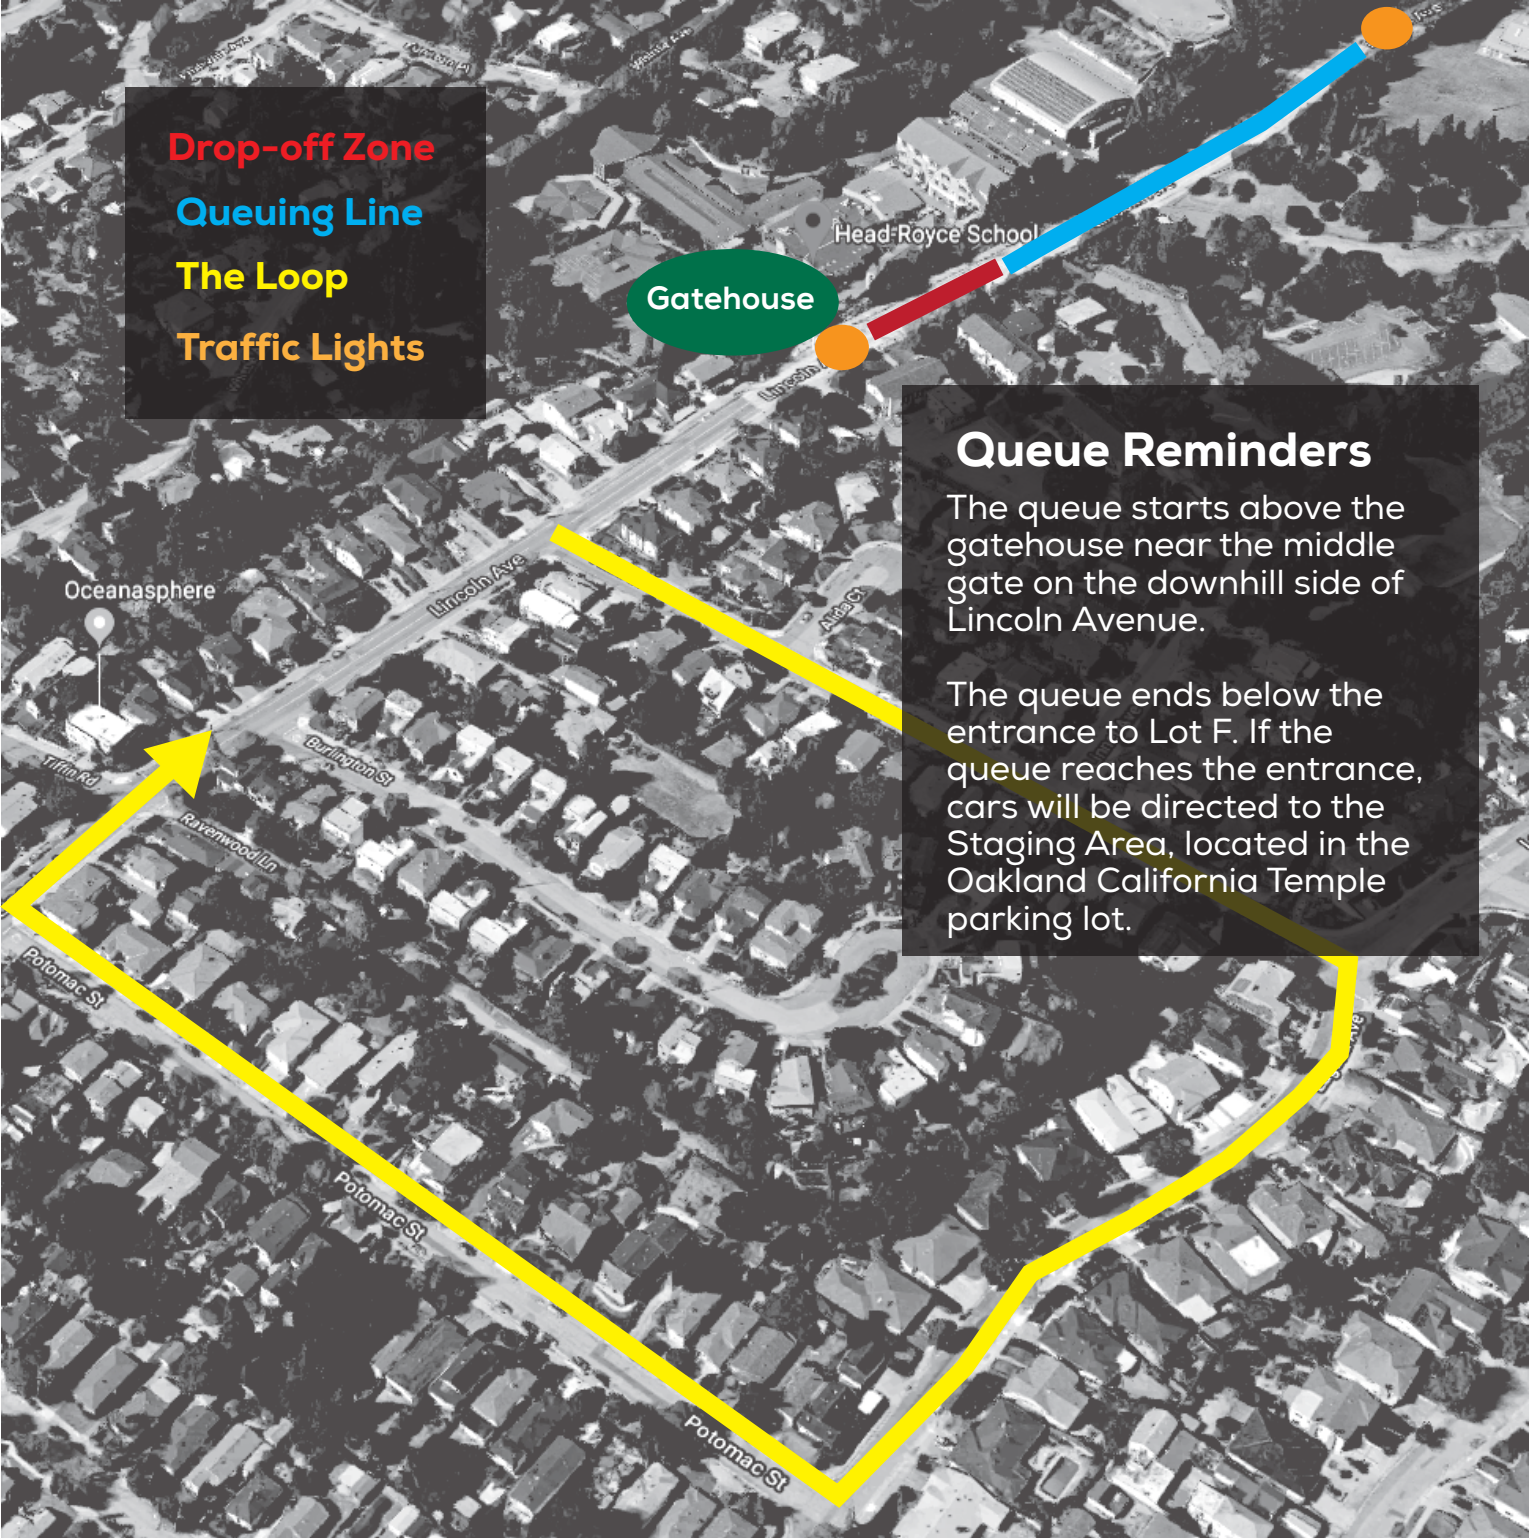 Drop-off Zone
Queuing Line
The Loop
Traffic Lights
Head-Royce School
Gatehouse
Lincoln
Queue Reminders
The queue starts above the
gatehouse near the middle
gate on the downhill side of
Lincoln Avenue.
The queue ends below the
entrance to Lot F. If the
queue reaches the entrance,
cars will be directed to the
Staging Area, located in the
Oakland California Temple
parking lot.
Lincoln Ave
Alida Ct
Oceanasphere
Burlington St
Tiffin Rd
Ravenwood Ln
Potomac St
Potomac St
Potomac St